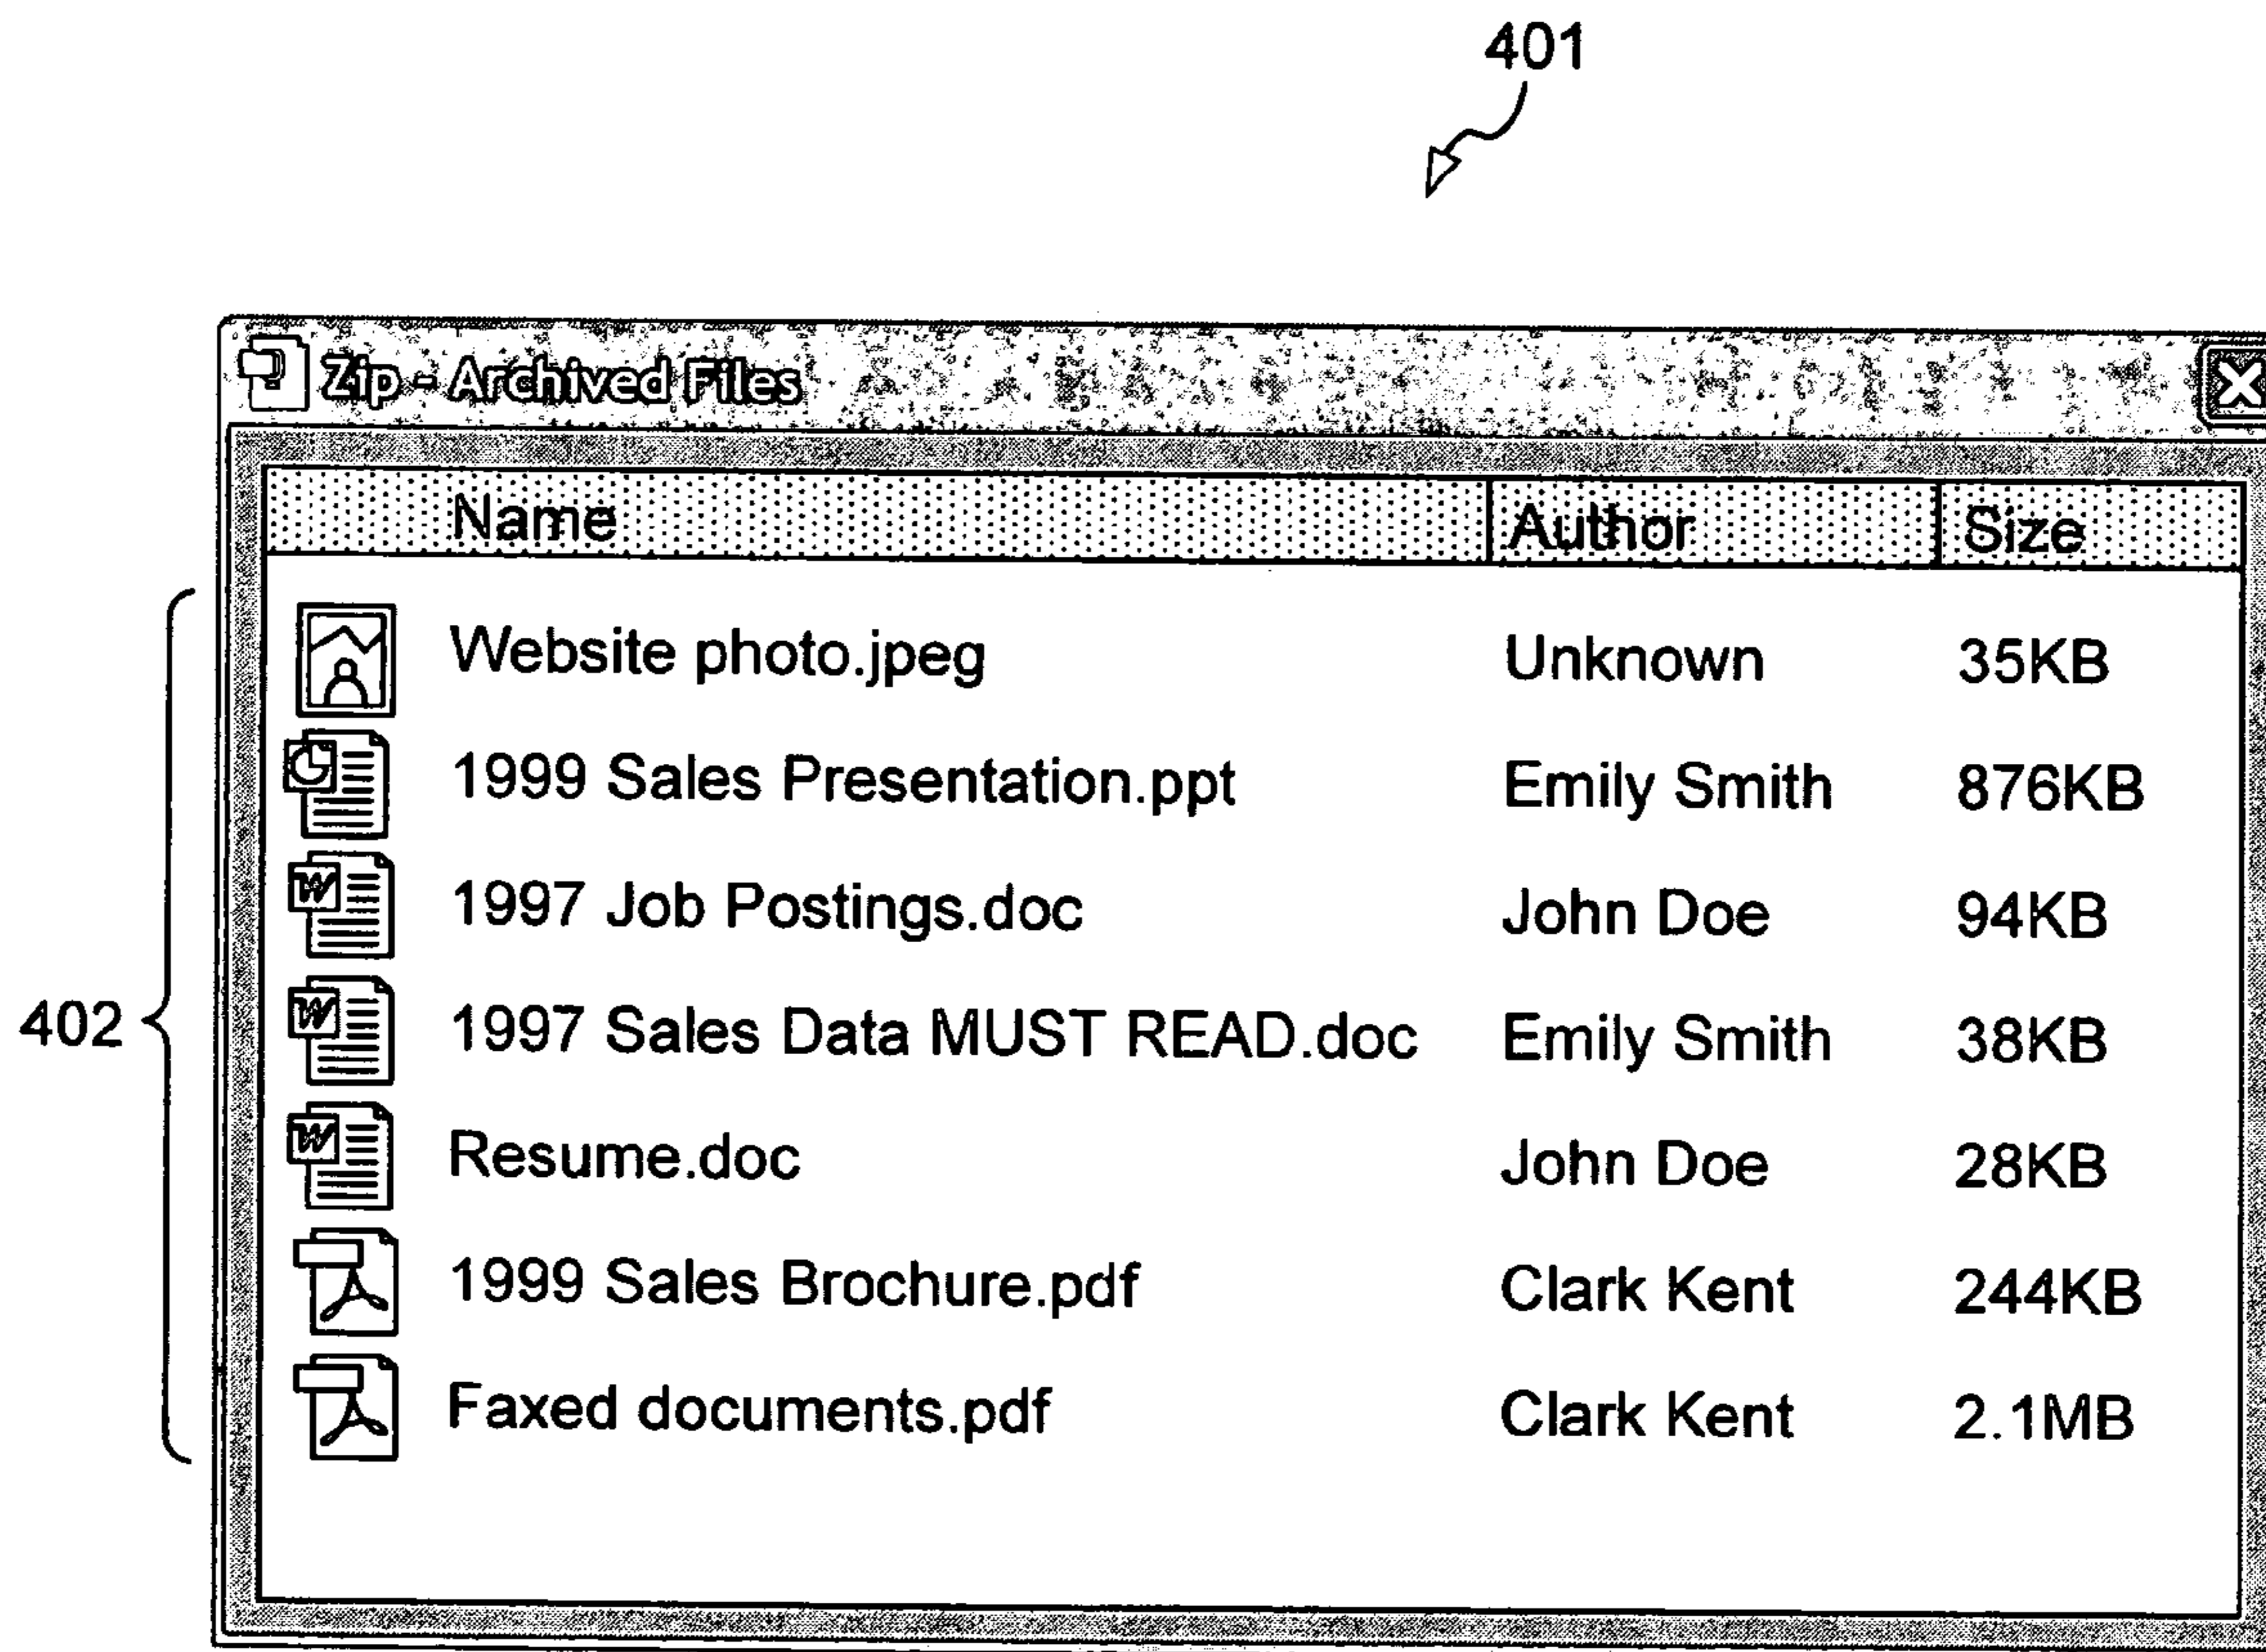 401
Zip - Archived Files
Name Author Size
Website photo.jpeg Unknown 35KB
1999 Sales Presentation.ppt Emily Smith 876KB
1997 Job Postings.doc John Doe 94KB
402
1997 Sales Data MUST READ.doc Emily Smith 38KB
Resume.doc John Doe 28KB
1999 Sales Brochure.pdf Clark Kent 244KB
Faxed documents.pdf Clark Kent 2.1MB